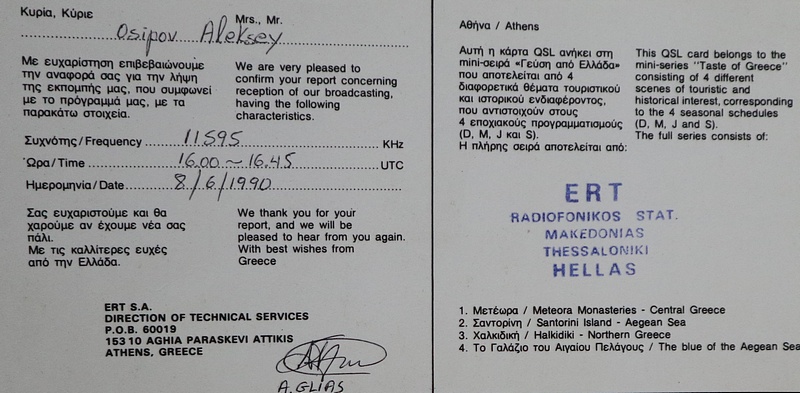 Κυρία, Κύριε
Mrs., Mr.
Osipov Aleksey
Με ευχαρίστηση επιβεβαιώνουμε
την αναφορά σας για την λήψη
της εκπομπής μας, που συμφωνεί
με το πρόγραμμά μας, με τα
παρακάτω στοιχεία.
We are very pleased to
confirm your report concerning
reception of our broadcasting,
having the following
characteristics.
Συχνότης/Frequency 11595 KHz
Ώρα/Time 16.00 ~ 16.45 UTC
Ημερομηνία/Date 8/6/1990
Σας ευχαριστούμε και θα
χαρούμε αν έχουμε νέα σας
πάλι.
Με τις καλλίτερες ευχές
από την Ελλάδα.
We thank you for your
report, and we will be
pleased to hear from you again.
With best wishes from
Greece
ERT S.A.
DIRECTION OF TECHNICAL SERVICES
P.O.B. 60019
153 10 AGHIA PARASKEVI ATTIKIS
ATHENS, GREECE
A.GLIAS
Αθήνα / Athens
Αυτή η κάρτα QSL ανήκει στη
mini-σειρά «Γεύση από Ελλάδα»
που αποτελείται από 4
διαφορετικά θέματα τουριστικού
και ιστορικού ενδιαφέροντος,
που αντιστοιχούν στους
4 εποχιακούς προγραμματισμούς
(D, M, J και S).
Η πλήρης σειρά αποτελείται από:
This QSL card belongs to the
mini-series "Taste of Greece"
consisting of 4 different
scenes of touristic and
historical interest, corresponding
to the 4 seasonal schedules
(D, M, J and S).
The full series consists of:
ERT
RADIOFONIKOS STAT.
MAKEDONIAS
THESSALONIKI
HELLAS
1. Μετέωρα / Meteora Monasteries - Central Greece
2. Σαντορίνη / Santorini Island - Aegean Sea
3. Χαλκιδική / Halkidiki - Northern Greece
4. Το Γαλάζιο του Αιγαίου Πελάγους / The blue of the Aegean Sea